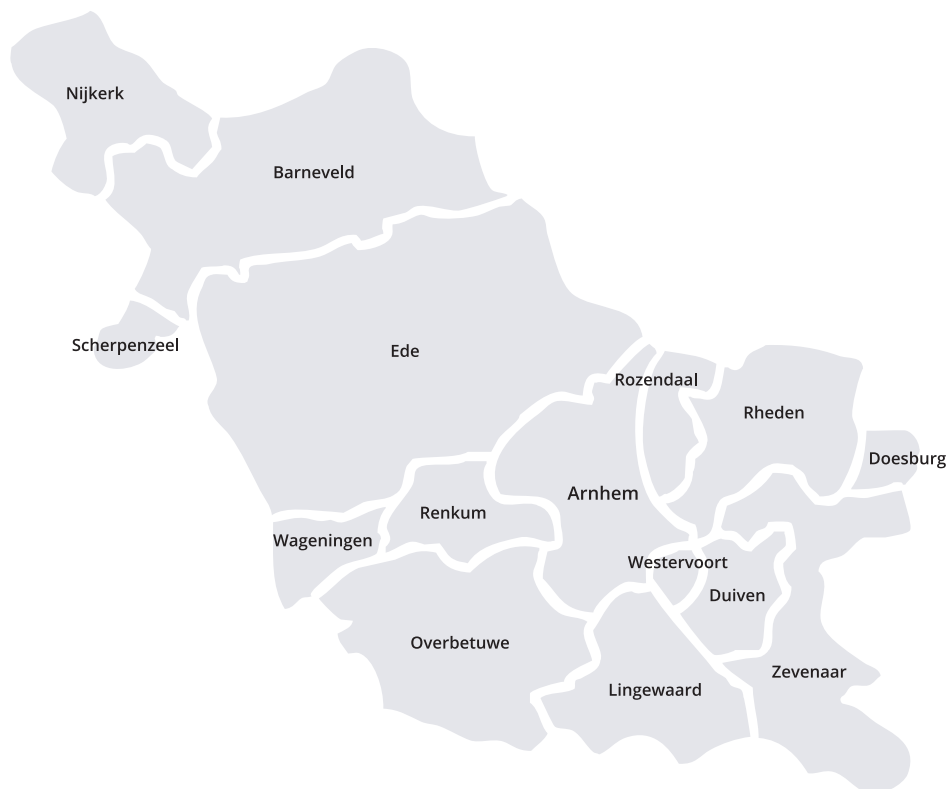 Nijkerk
Barneveld
Scherpenzeel
Ede
Rozendaal
Rheden
Doesburg
Arnhem
Renkum
Wageningen
Westervoort
Duiven
Overbetuwe
Zevenaar
Lingewaard